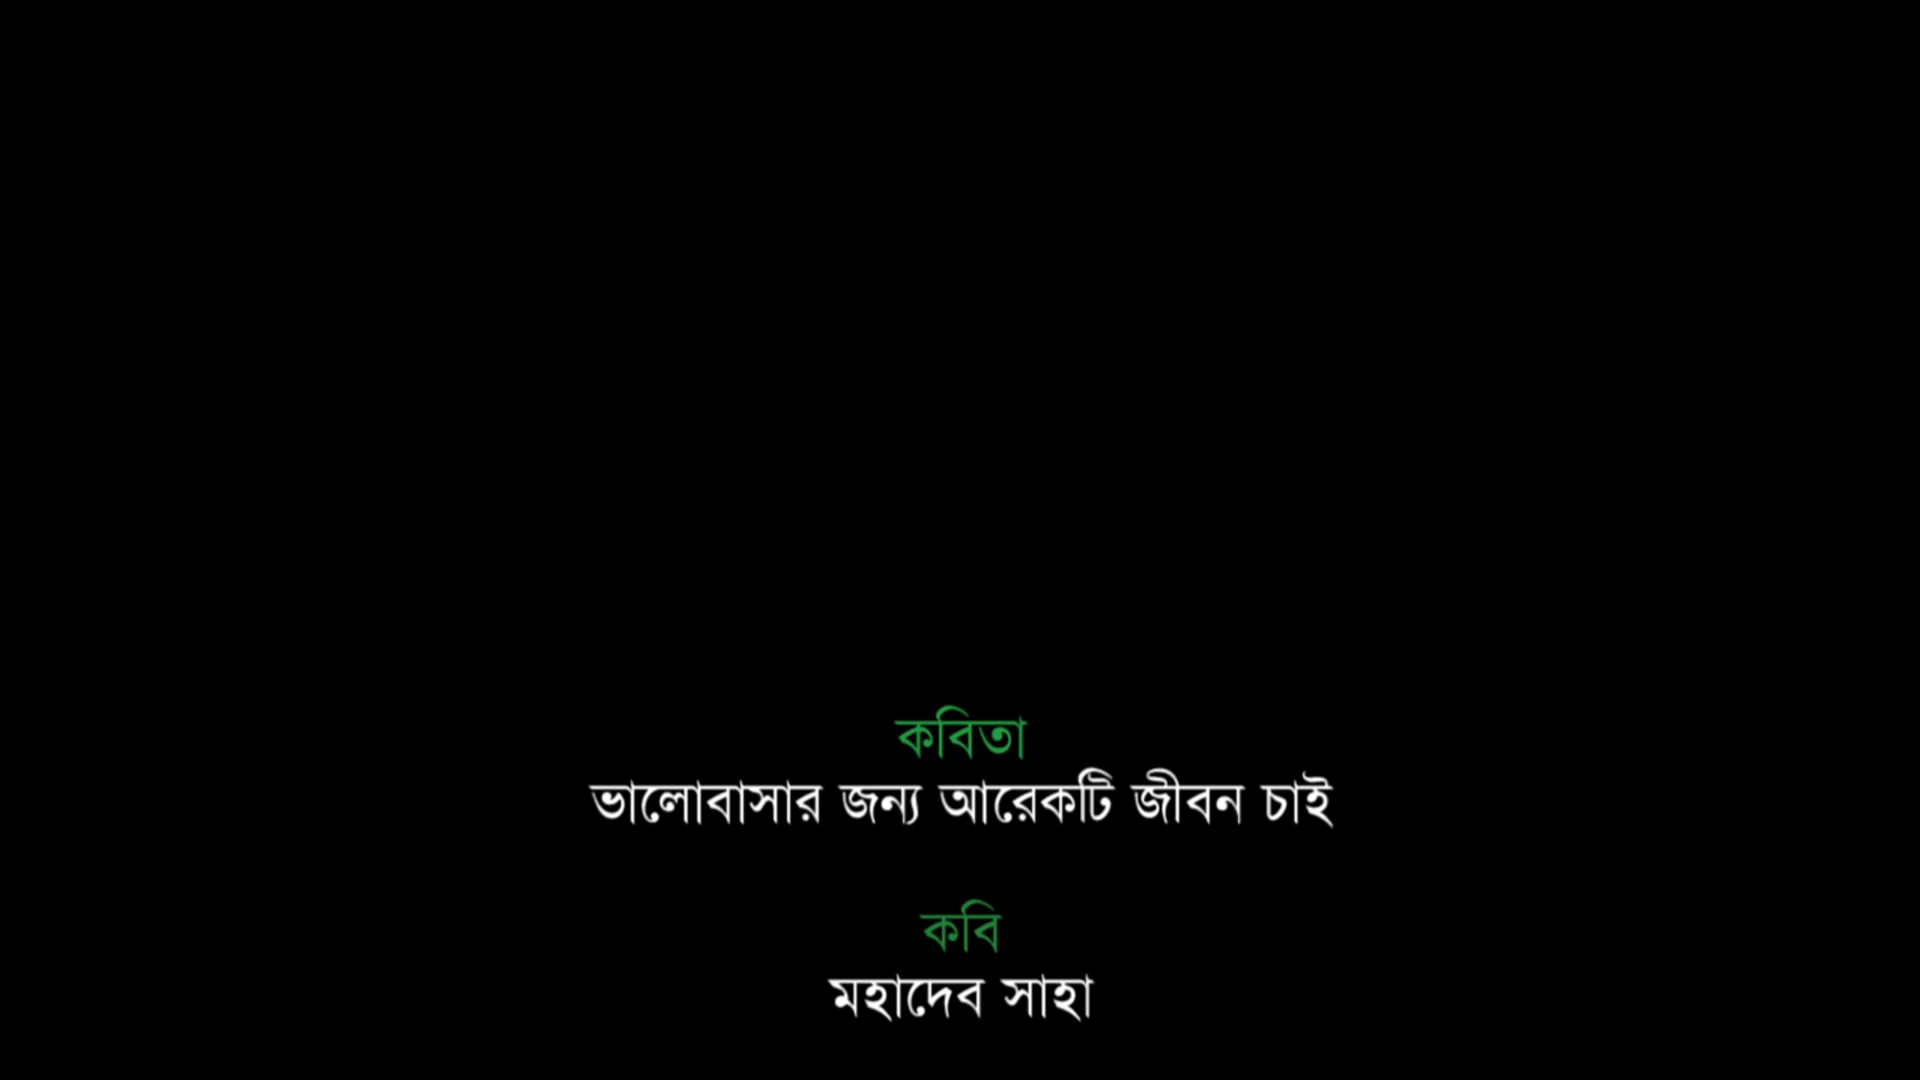 কবিতা
ভালোবাসার জন্য আরেকটি জীবন চাই
কবি
মহাদেব সাহা